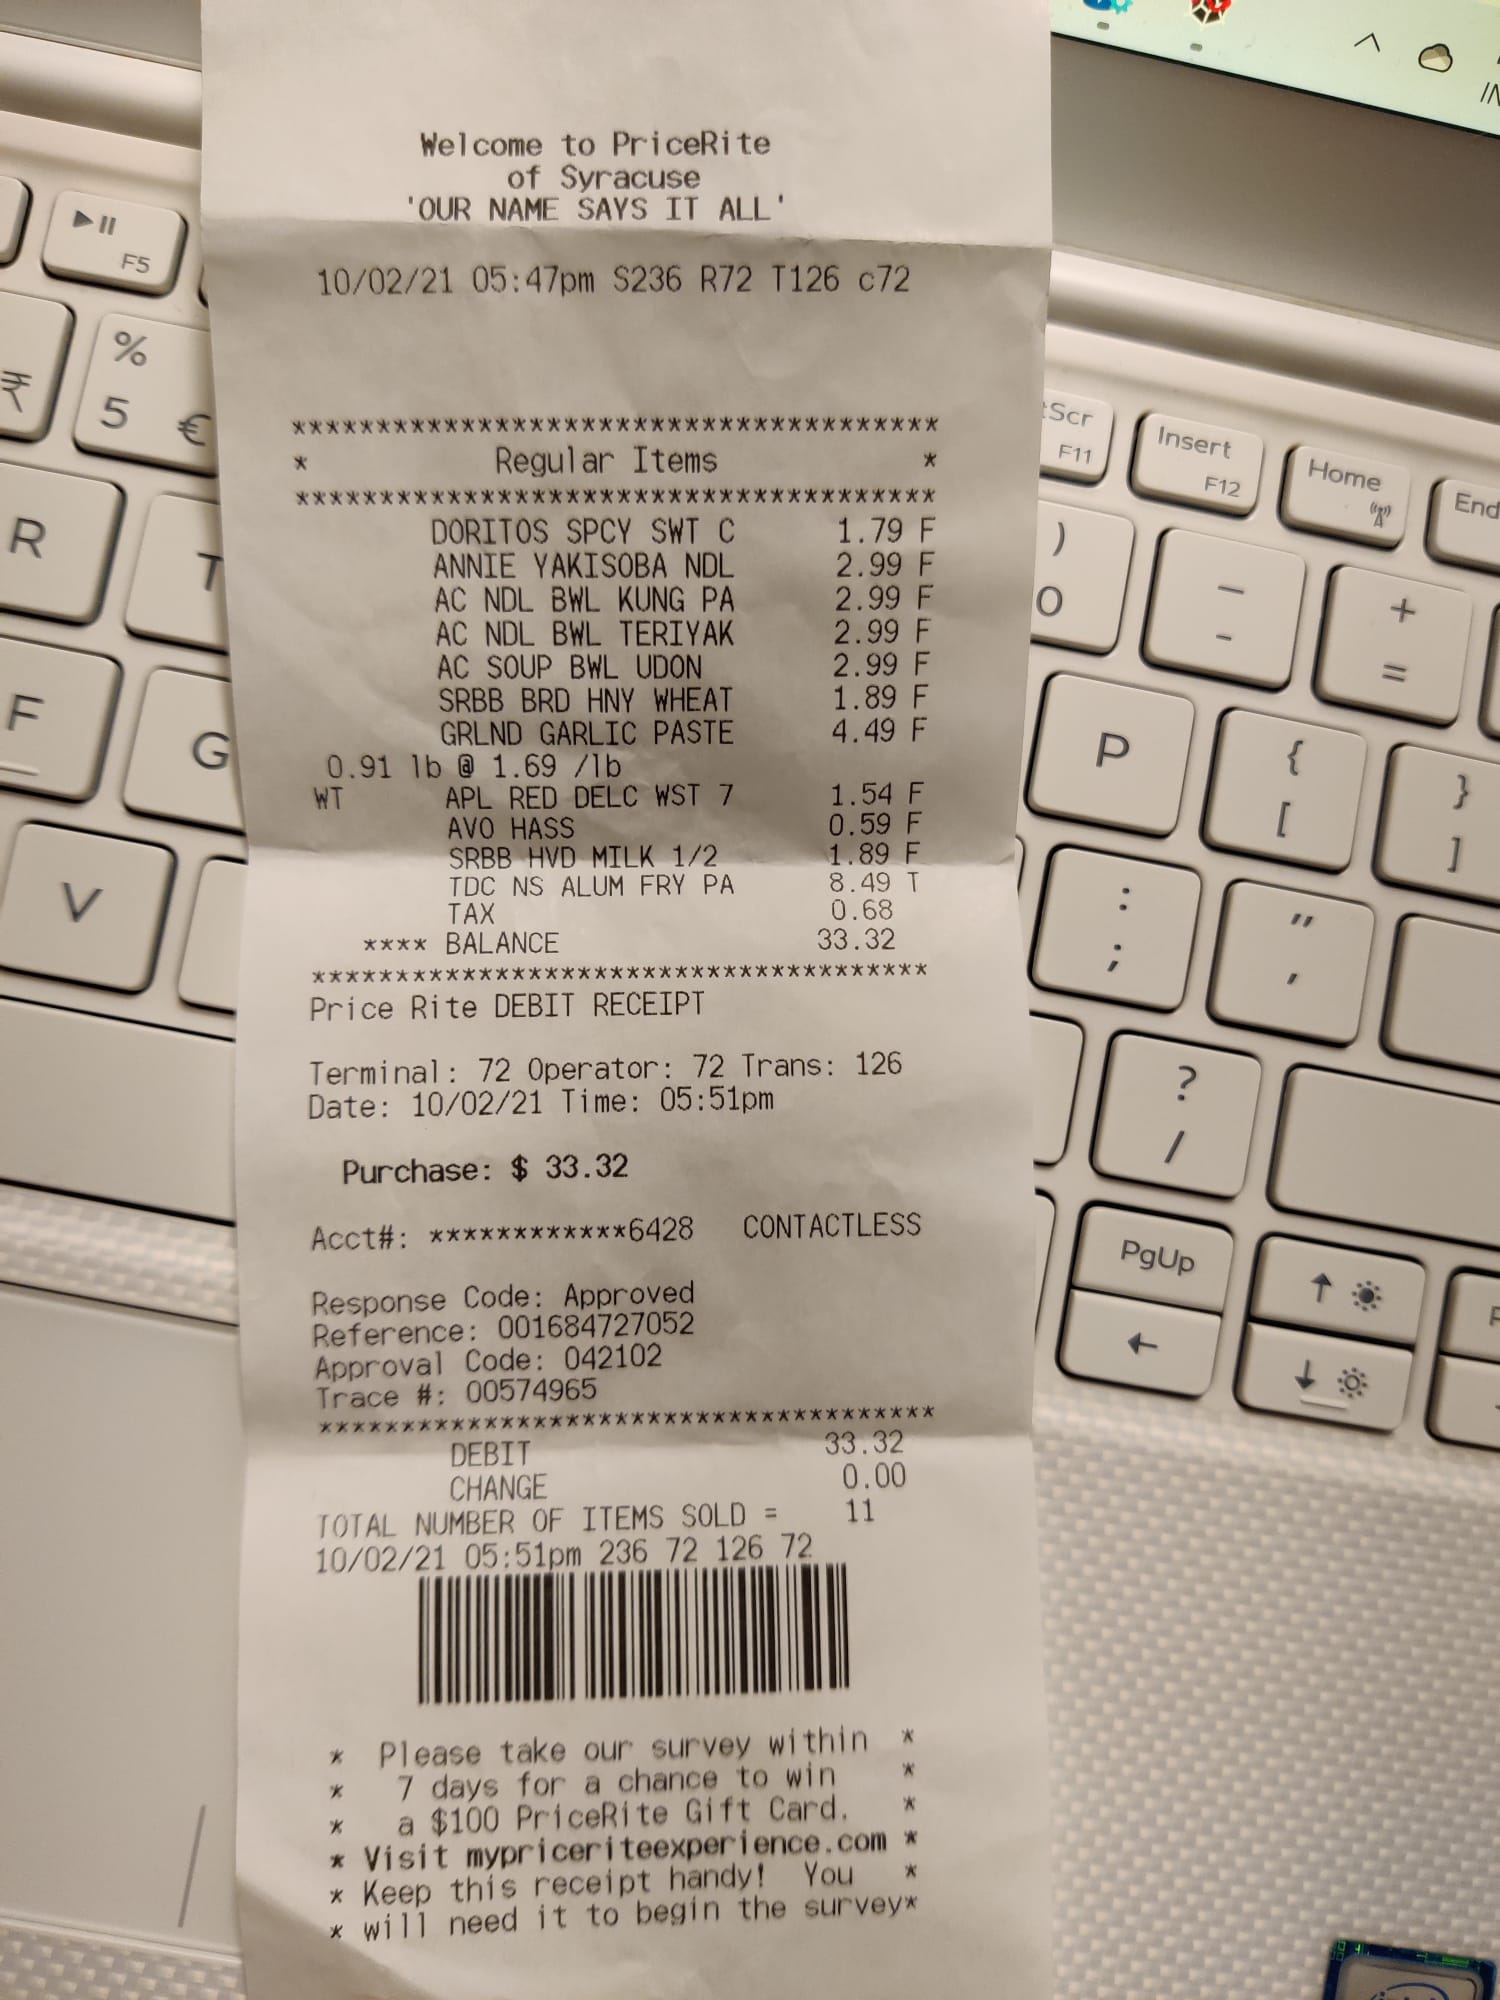 Welcome to PriceRite
of Syracuse
'OUR NAME SAYS IT ALL'
10/02/21 05:47pm S236 R72 T126 c72
***************************************
* Regular Items *
***************************************
DORITOS SPCY SWT C 1.79 F
ANNIE YAKISOBA NDL 2.99 F
AC NDL BWL KUNG PA 2.99 F
AC NDL BWL TERIYAK 2.99 F
AC SOUP BWL UDON 2.99 F
SRBB BRD HNY WHEAT 1.89 F
GRLND GARLIC PASTE 4.49 F
0.91 lb @ 1.69 /lb
WT APL RED DELC WST 7 1.54 F
AVO HASS 0.59 F
SRBB HVD MILK 1/2 1.89 F
TDC NS ALUM FRY PA 8.49 T
TAX 0.68
**** BALANCE 33.32
***************************************
Price Rite DEBIT RECEIPT
Terminal: 72 Operator: 72 Trans: 126
Date: 10/02/21 Time: 05:51pm
Purchase: $ 33.32
Acct#: ************6428 CONTACTLESS
Response Code: Approved
Reference: 001684727052
Approval Code: 042102
Trace #: 00574965
***************************************
DEBIT 33.32
CHANGE 0.00
TOTAL NUMBER OF ITEMS SOLD = 11
10/02/21 05:51pm 236 72 126 72
* Please take our survey within *
* 7 days for a chance to win *
* a $100 PriceRite Gift Card. *
* Visit mypriceriteexperience.com *
* Keep this receipt handy! You *
* will need it to begin the survey*
F5
%
5 €
₹
R
T
F
G
V
F11
Insert
F12
Home
End
)
0
_
-
+
=
P
{
[
}
]
:
;
"
'
?
/
PgUp
←
↑
↓